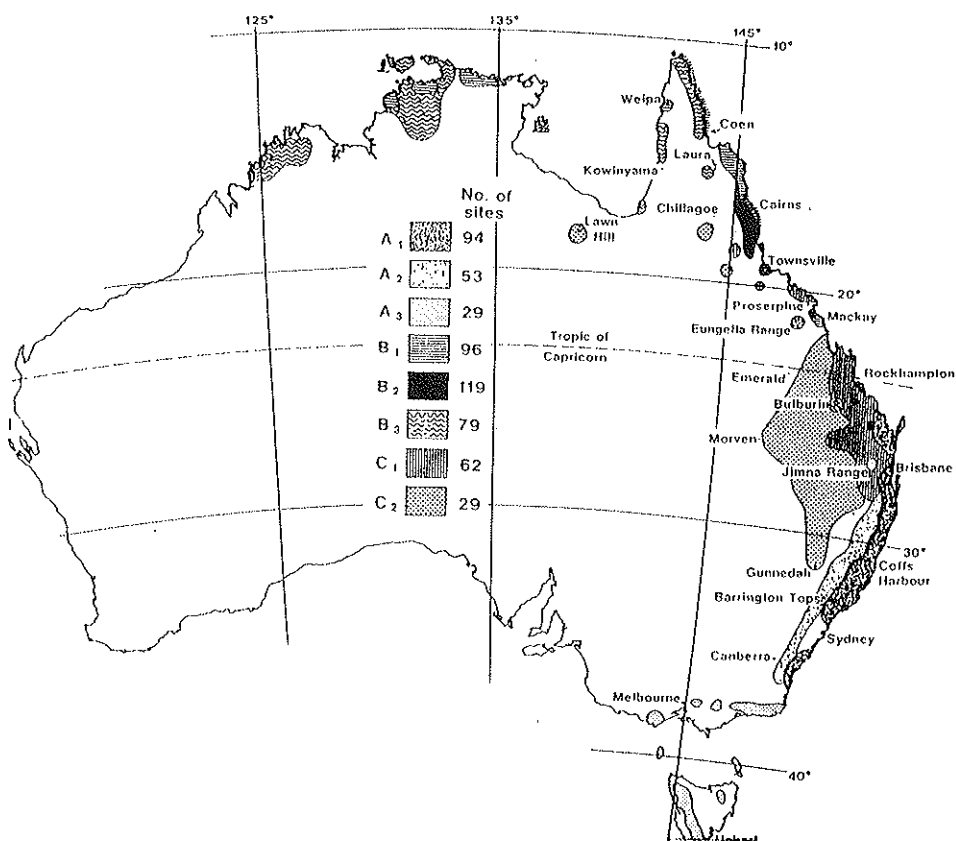 125°
135°
145°
10°
Weipa
Coen
Laura
Kowinyama
No. of
sites
Cairns
Chillagoe
Lawn
Hill
A1 94
Townsville
A2 53
20°
Proserpine
Mackay
A3 29
Eungella Range
Tropic of
Capricorn
B1 96
Rockhampton
Emerald
B2 119
Bulburin
B3 79
Morven
C1 62
Jimna Range
Brisbane
C2 29
30°
Gunnedah
Coffs
Harbour
Barrington Tops
Sydney
Canberra
Melbourne
40°